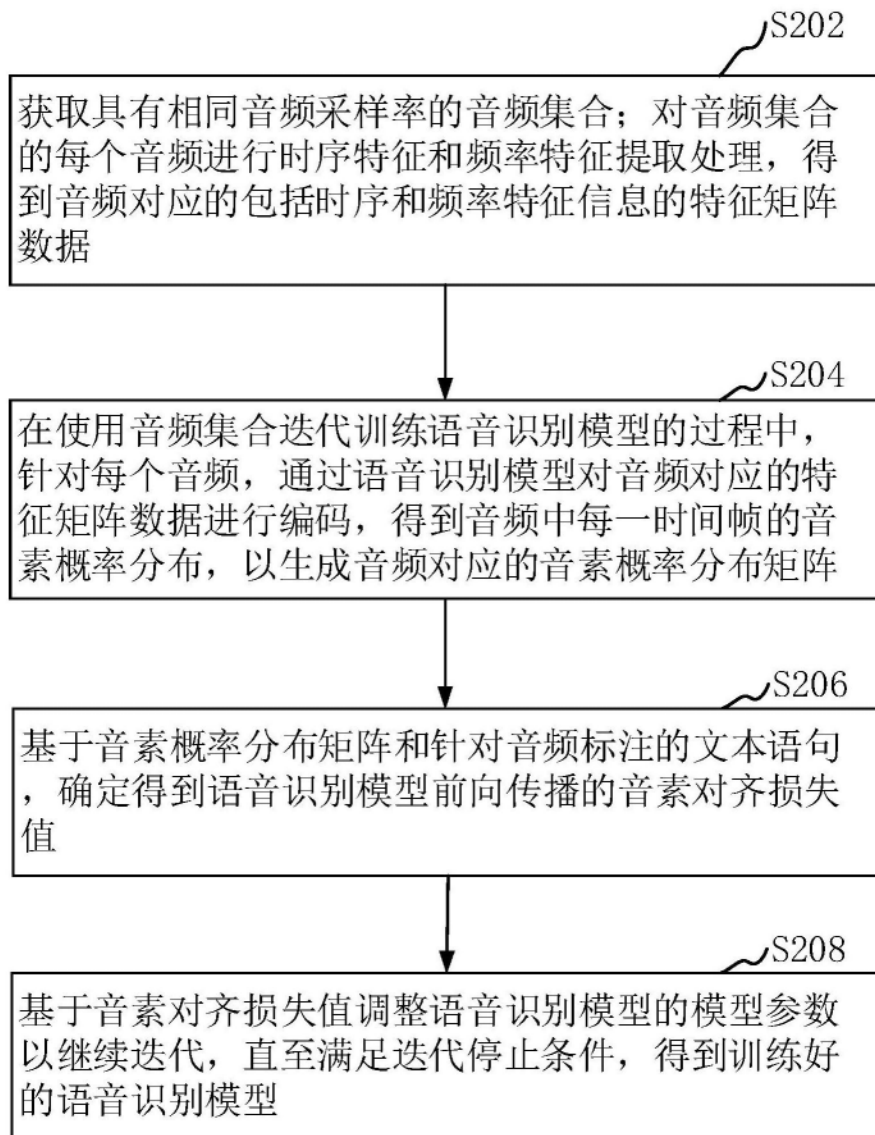 S202
获取具有相同音频采样率的音频集合；对音频集合
的每个音频进行时序特征和频率特征提取处理，得
到音频对应的包括时序和频率特征信息的特征矩阵
数据
S204
在使用音频集合迭代训练语音识别模型的过程中，
针对每个音频，通过语音识别模型对音频对应的特
征矩阵数据进行编码，得到音频中每一时间帧的音
素概率分布，以生成音频对应的音素概率分布矩阵
S206
基于音素概率分布矩阵和针对音频标注的文本语句
，确定得到语音识别模型前向传播的音素对齐损失
值
S208
基于音素对齐损失值调整语音识别模型的模型参数
以继续迭代，直至满足迭代停止条件，得到训练好
的语音识别模型